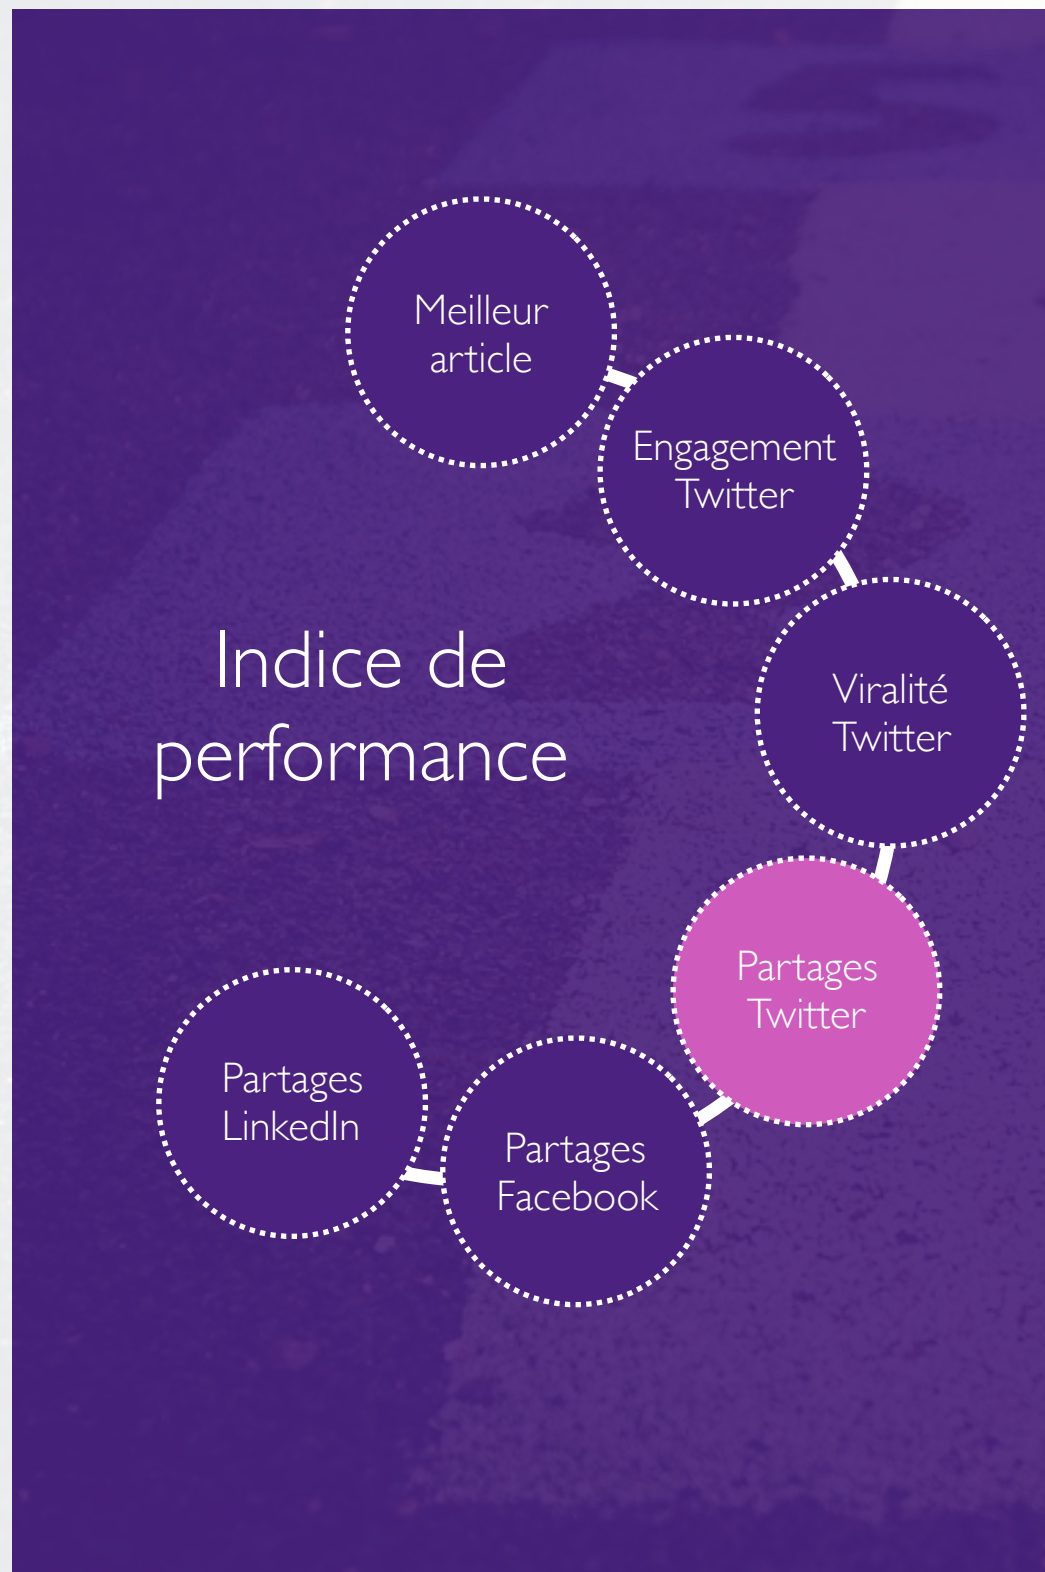 Meilleur
article
Engagement
Twitter
Indice de
performance
Viralité
Twitter
Partages
Twitter
Partages
LinkedIn
Partages
Facebook